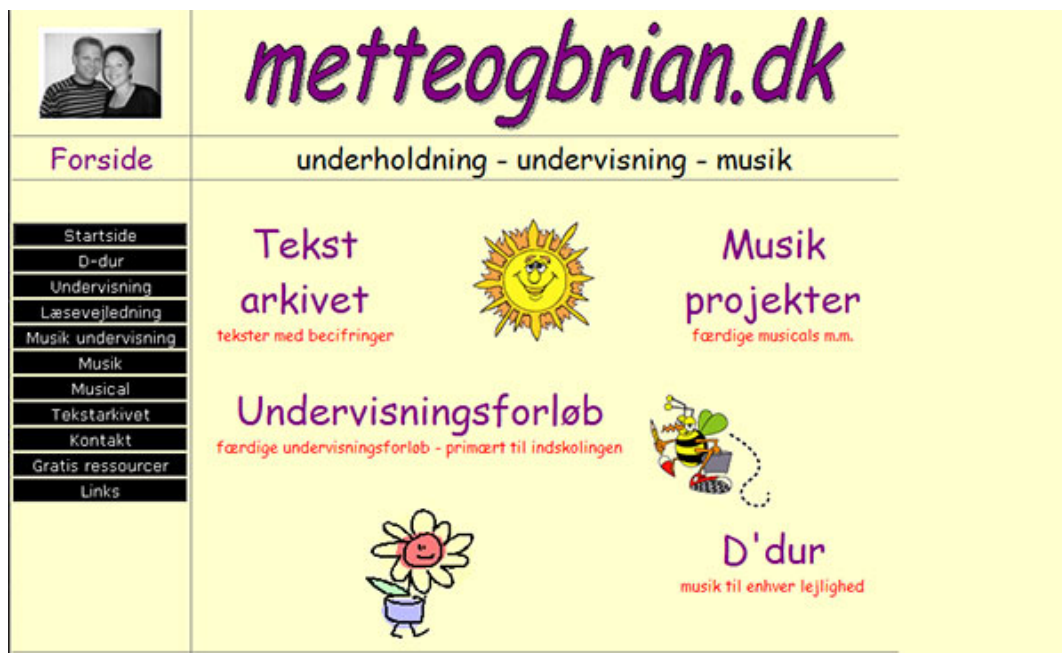 metteogbrian.dk
Forside
underholdning - undervisning - musik
Startside
D-dur
Undervisning
Læsevejledning
Musik undervisning
Musik
Musical
Tekstarkivet
Kontakt
Gratis ressourcer
Links
Tekst
arkivet
tekster med becifringer
Musik
projekter
færdige musicals m.m.
Undervisningsforløb
færdige undervisningsforløb - primært til indskolingen
D'dur
musik til enhver lejlighed